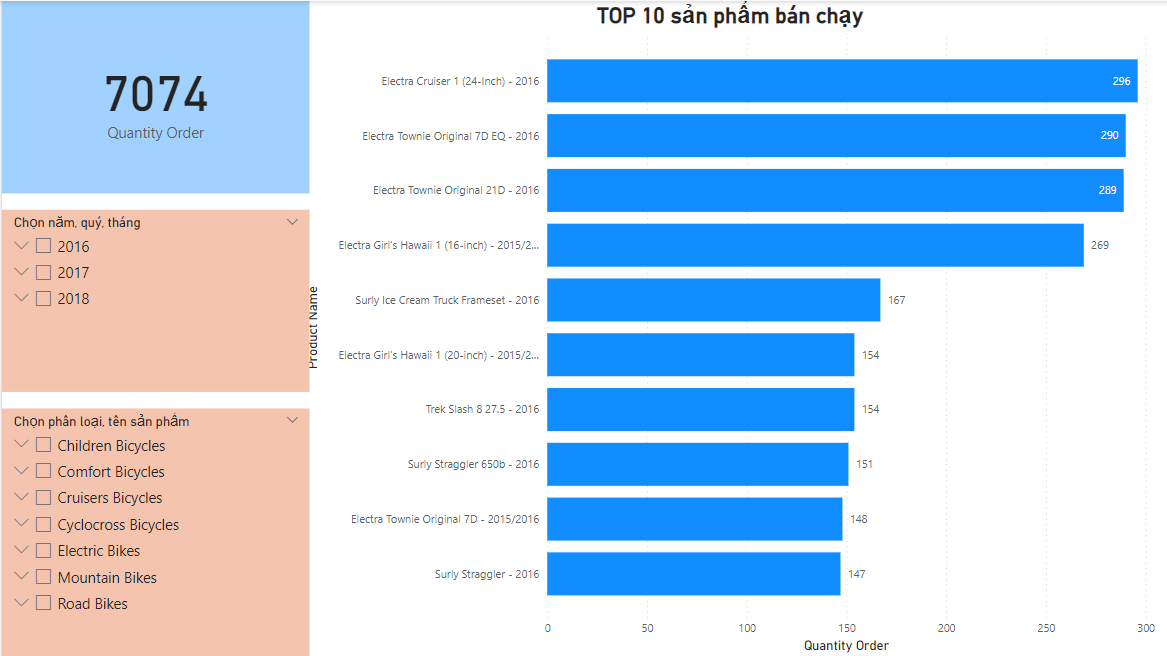 7074
Quantity Order
Chọn năm, quý, tháng
2016
2017
2018
Chọn phân loại, tên sản phẩm
Children Bicycles
Comfort Bicycles
Cruisers Bicycles
Cyclocross Bicycles
Electric Bikes
Mountain Bikes
Road Bikes
TOP 10 sản phẩm bán chạy
Product Name
Electra Cruiser 1 (24-Inch) - 2016 296
Electra Townie Original 7D EQ - 2016 290
Electra Townie Original 21D - 2016 289
Electra Girl's Hawaii 1 (16-inch) - 2015/2... 269
Surly Ice Cream Truck Frameset - 2016 167
Electra Girl's Hawaii 1 (20-inch) - 2015/2... 154
Trek Slash 8 27.5 - 2016 154
Surly Straggler 650b - 2016 151
Electra Townie Original 7D - 2015/2016 148
Surly Straggler - 2016 147
0 50 100 150 200 250 300
Quantity Order